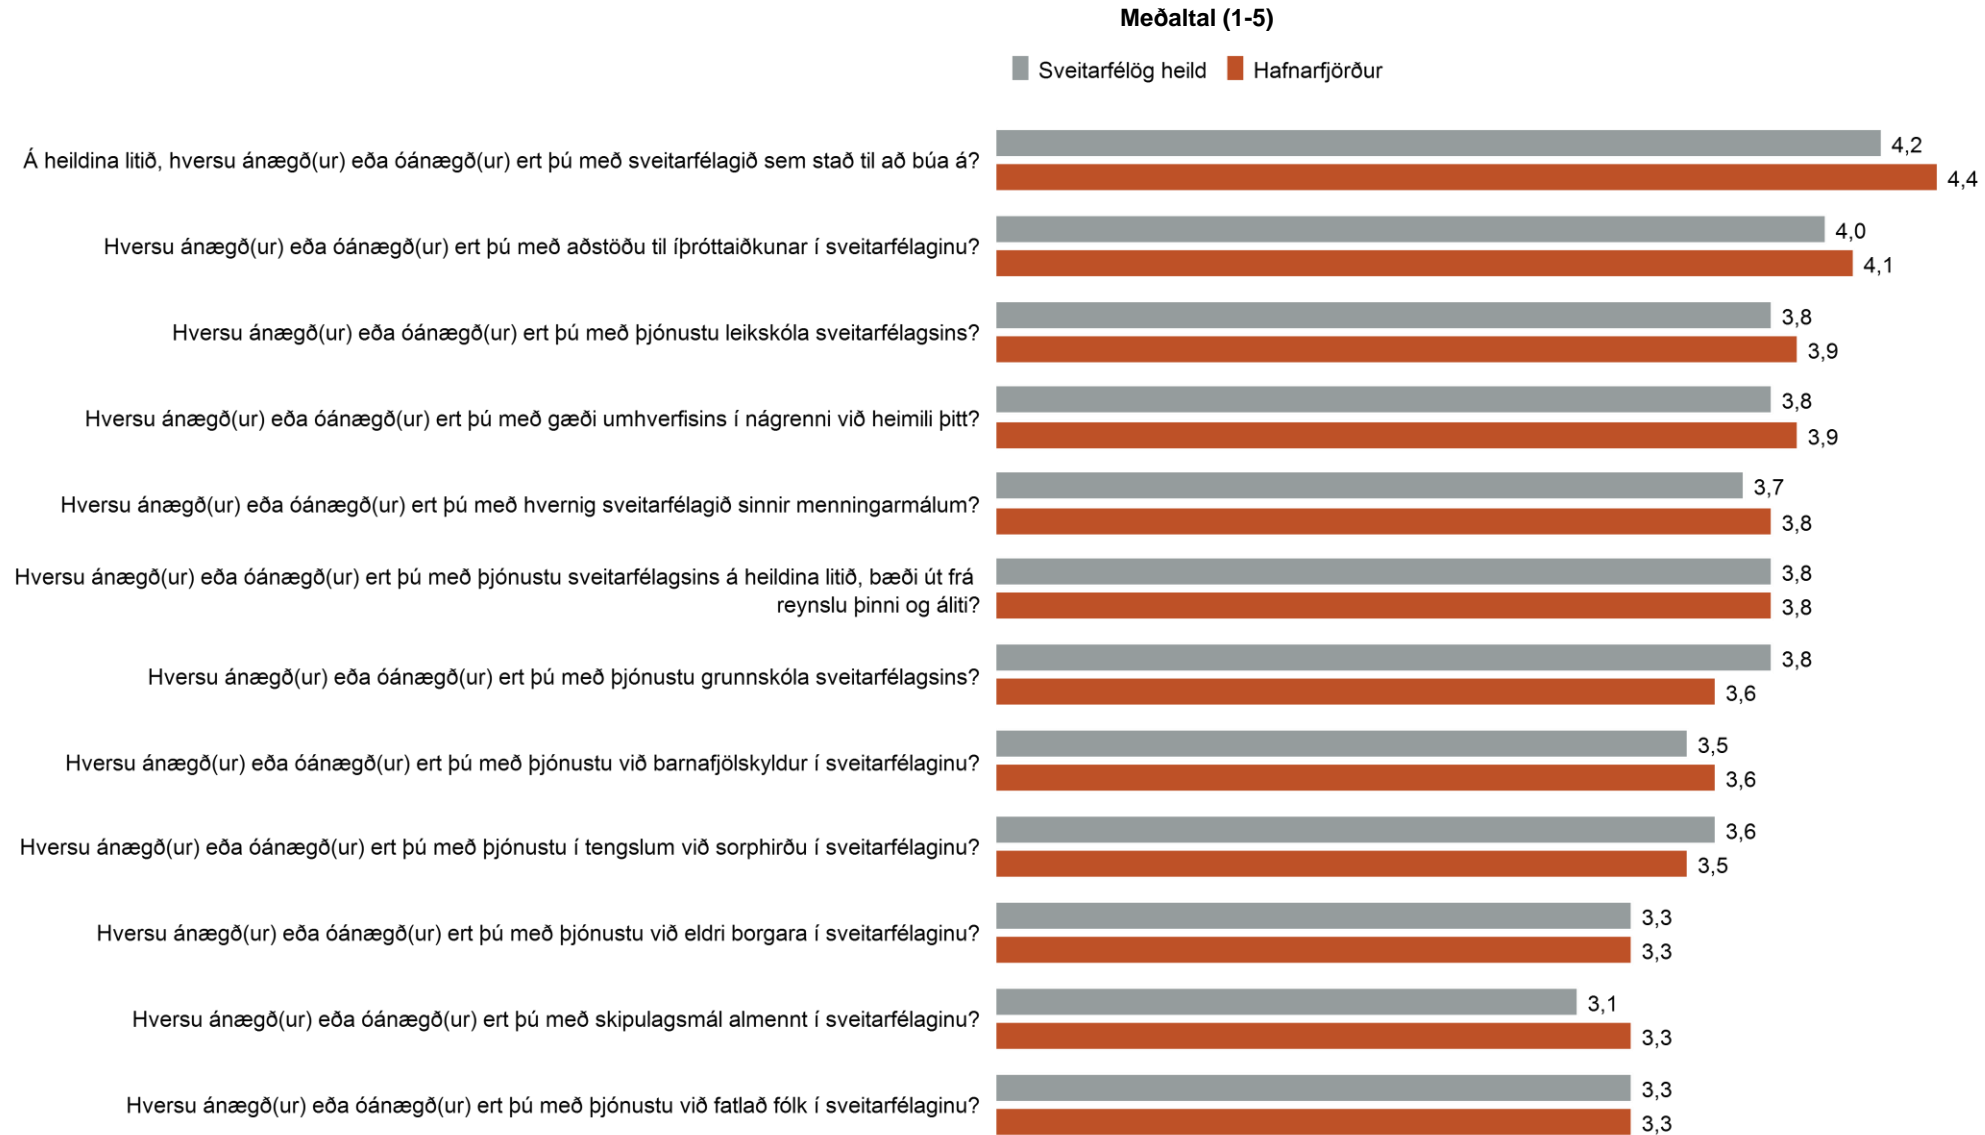 Meðaltal (1-5)
Sveitarfélög heild Hafnarfjörður
Á heildina litið, hversu ánægð(ur) eða óánægð(ur) ert þú með sveitarfélagið sem stað til að búa á?
4,2
4,4
Hversu ánægð(ur) eða óánægð(ur) ert þú með aðstöðu til íþróttaiðkunar í sveitarfélaginu?
4,0
4,1
Hversu ánægð(ur) eða óánægð(ur) ert þú með þjónustu leikskóla sveitarfélagsins?
3,8
3,9
Hversu ánægð(ur) eða óánægð(ur) ert þú með gæði umhverfisins í nágrenni við heimili þitt?
3,8
3,9
Hversu ánægð(ur) eða óánægð(ur) ert þú með hvernig sveitarfélagið sinnir menningarmálum?
3,7
3,8
Hversu ánægð(ur) eða óánægð(ur) ert þú með þjónustu sveitarfélagsins á heildina litið, bæði út frá
reynslu þinni og áliti?
3,8
3,8
Hversu ánægð(ur) eða óánægð(ur) ert þú með þjónustu grunnskóla sveitarfélagsins?
3,8
3,6
Hversu ánægð(ur) eða óánægð(ur) ert þú með þjónustu við barnafjölskyldur í sveitarfélaginu?
3,5
3,6
Hversu ánægð(ur) eða óánægð(ur) ert þú með þjónustu í tengslum við sorphirðu í sveitarfélaginu?
3,6
3,5
Hversu ánægð(ur) eða óánægð(ur) ert þú með þjónustu við eldri borgara í sveitarfélaginu?
3,3
3,3
Hversu ánægð(ur) eða óánægð(ur) ert þú með skipulagsmál almennt í sveitarfélaginu?
3,1
3,3
Hversu ánægð(ur) eða óánægð(ur) ert þú með þjónustu við fatlað fólk í sveitarfélaginu?
3,3
3,3